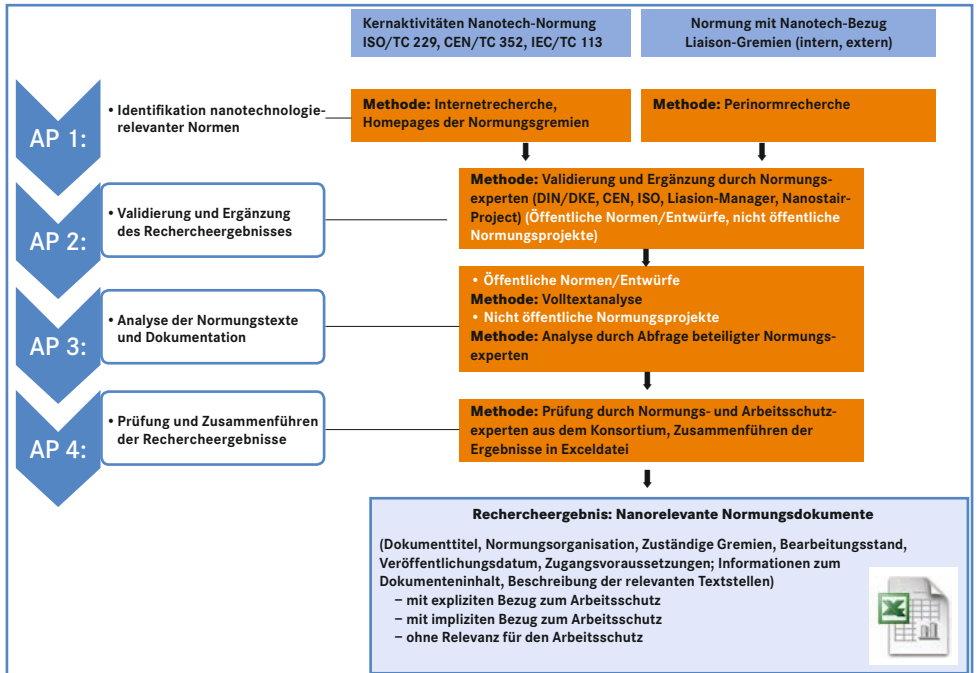 Kernaktivitäten Nanotech-Normung
ISO/TC 229, CEN/TC 352, IEC/TC 113
Normung mit Nanotech-Bezug
Liaison-Gremien (intern, extern)
AP 1:
• Identifikation nanotechnologie-
relevanter Normen
Methode: Internetrecherche,
Homepages der Normungsgremien
Methode: Perinormrecherche
AP 2:
• Validierung und Ergänzung
des Rechercheergebnisses
Methode: Validierung und Ergänzung durch Normungs-
experten (DIN/DKE, CEN, ISO, Liasion-Manager, Nanostair-
Project) (Öffentliche Normen/Entwürfe, nicht öffentliche
Normungsprojekte)
AP 3:
• Analyse der Normungstexte
und Dokumentation
• Öffentliche Normen/Entwürfe
Methode: Volltextanalyse
• Nicht öffentliche Normungsprojekte
Methode: Analyse durch Abfrage beteiligter Normungs-
experten
AP 4:
• Prüfung und Zusammenführen
der Rechercheergebnisse
Methode: Prüfung durch Normungs- und Arbeitsschutz-
experten aus dem Konsortium, Zusammenführen der
Ergebnisse in Exceldatei
Rechercheergebnis: Nanorelevante Normungsdokumente
(Dokumenttitel, Normungsorganisation, Zuständige Gremien, Bearbeitungsstand,
Veröffentlichungsdatum, Zugangsvoraussetzungen; Informationen zum
Dokumenteninhalt, Beschreibung der relevanten Textstellen)
– mit expliziten Bezug zum Arbeitsschutz
– mit impliziten Bezug zum Arbeitsschutz
– ohne Relevanz für den Arbeitsschutz